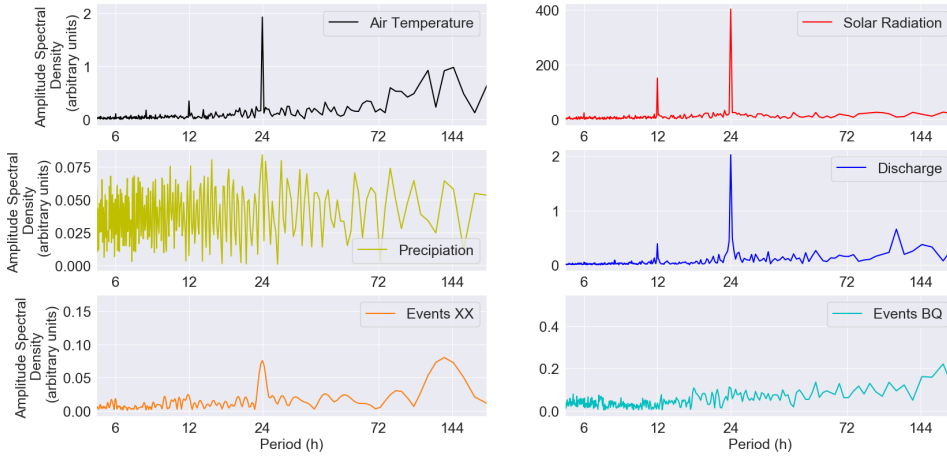 Amplitude Spectral
Density
(arbitrary units)
2
1
0
Air Temperature
6 12 24 72 144
400
200
0
Solar Radiation
6 12 24 72 144
Amplitude Spectral
Density
(arbitrary units)
0.075
0.050
0.025
0.000
Precipiation
6 12 24 72 144
2
1
0
Discharge
6 12 24 72 144
Amplitude Spectral
Density
(arbitrary units)
0.15
0.10
0.05
0.00
Events XX
6 12 24 72 144
Period (h)
0.4
0.2
0.0
Events BQ
6 12 24 72 144
Period (h)